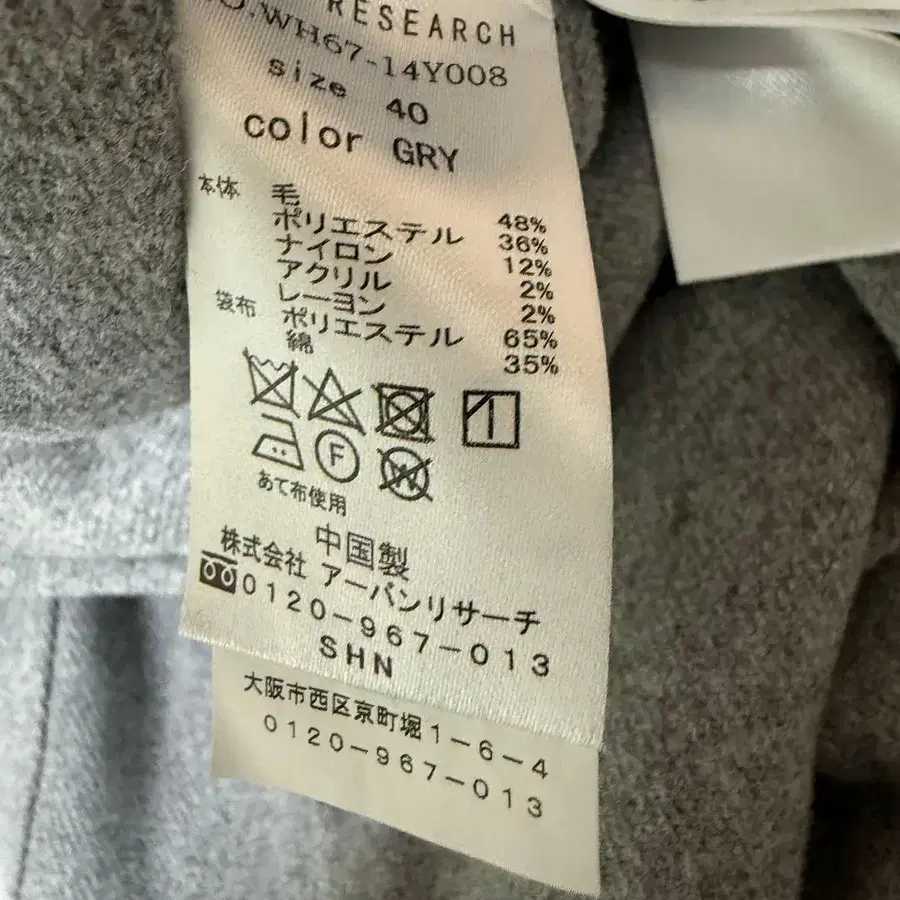 RESEARCH
NO.WH67-14Y008
size 40
color GRY
本体 毛 48%
ポリエステル 36%
ナイロン 12%
アクリル 2%
レーヨン 2%
袋布 ポリエステル 65%
綿 35%
F
W
あて布使用
中国製
株式会社 アーバンリサーチ
0120-967-013
SHN
大阪市西区京町堀1-6-4
0120-967-013